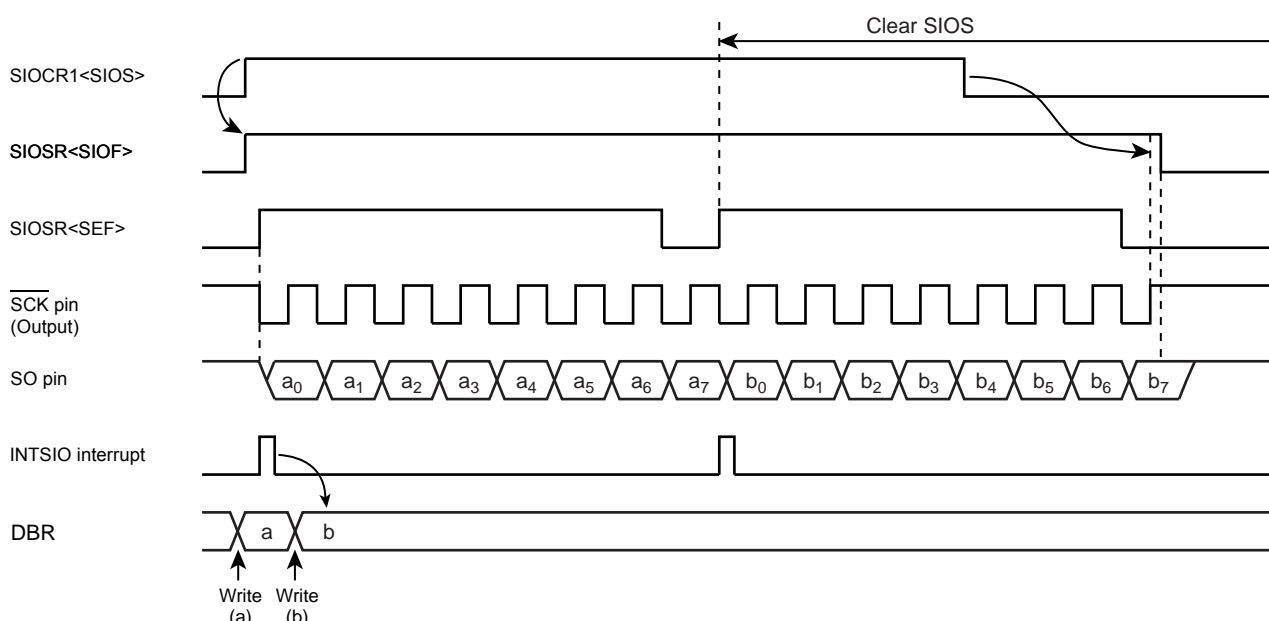 Clear SIOS
SIOCR1<SIOS>
SIOSR<SIOF>
SIOSR<SEF>
SCK pin
(Output)
SO pin
a0 a1 a2 a3 a4 a5 a6 a7 b0 b1 b2 b3 b4 b5 b6 b7
INTSIO interrupt
DBR
a b
Write Write
(a) (b)